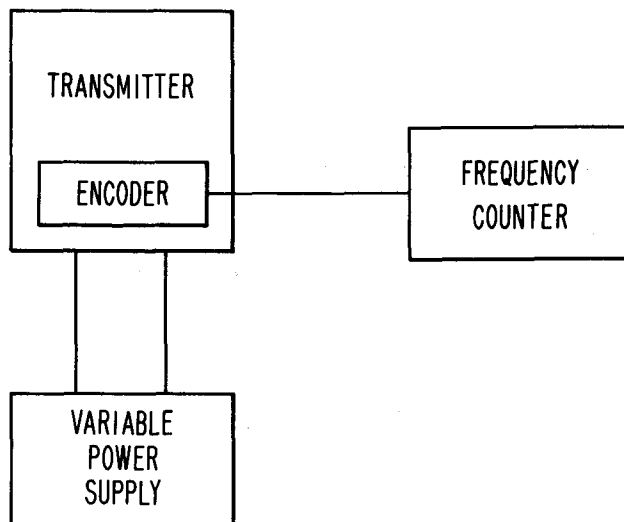 TRANSMITTER
ENCODER
FREQUENCY
COUNTER
VARIABLE
POWER
SUPPLY